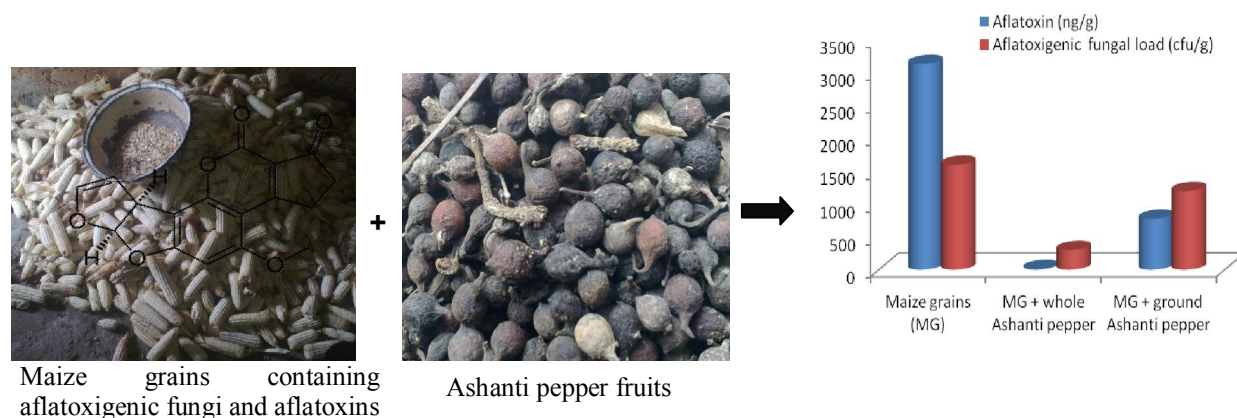 Aflatoxin (ng/g)
Aflatoxigenic fungal load (cfu/g)
3500
3000
2500
2000
1500
1000
500
0
Maize grains
(MG)
MG + whole
Ashanti pepper
MG + ground
Ashanti pepper
O
O
O
H
O
H
O
O
+
Maize grains containing
aflatoxigenic fungi and aflatoxins
Ashanti pepper fruits